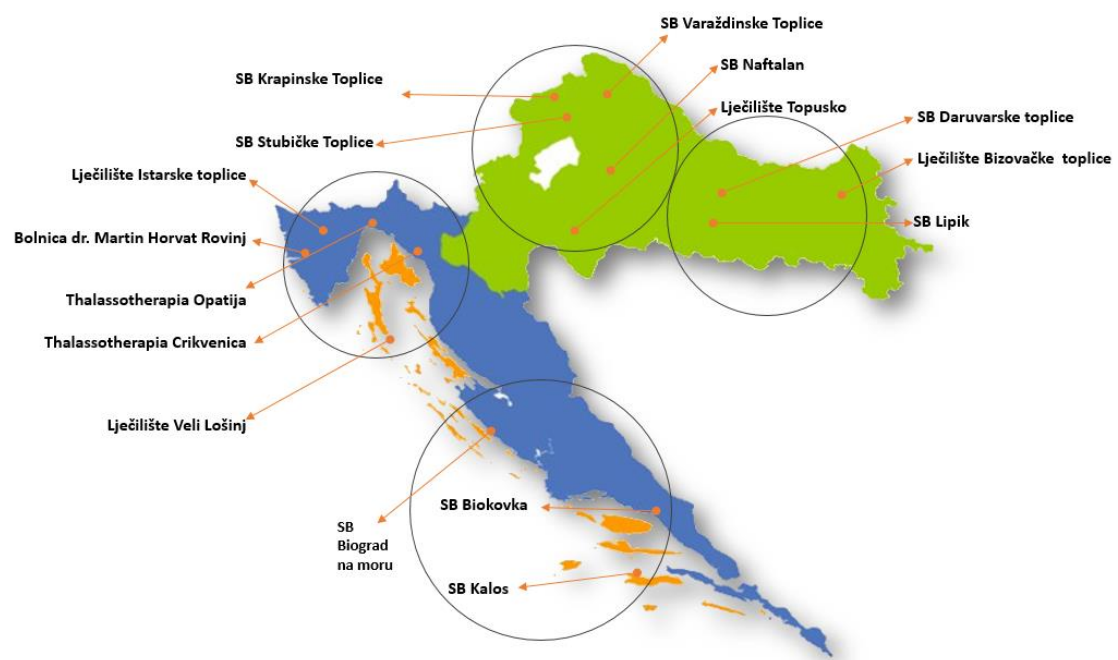 SB Varaždinske Toplice
SB Naftalan
SB Krapinske Toplice
Lječilište Topusko
SB Daruvarske toplice
SB Stubičke Toplice
Lječilište Bizovačke  toplice
Lječilište Istarske toplice
SB Lipik
Bolnica dr. Martin Horvat Rovinj
Thalassotherapia Opatija
Thalassotherapia Crikvenica
Lječilište Veli Lošinj
SB Biokovka
SB
Biograd
na moru
SB Kalos